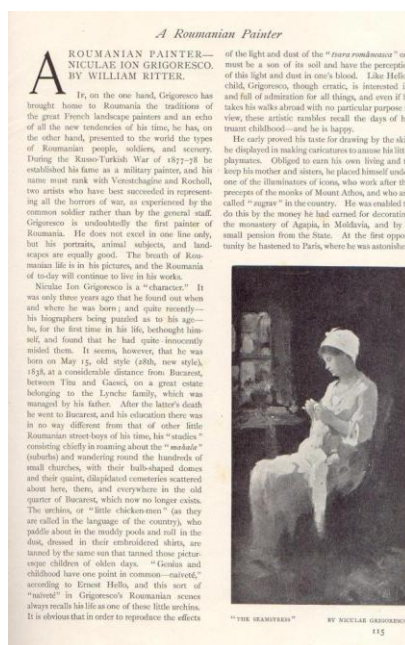 A Roumanian Painter
A ROUMANIAN PAINTER—
NICULAE ION GRIGORESCO.
BY WILLIAM RITTER.
If, on the one hand, Grigoresco has
brought home to Roumania the traditions of
the great French landscape painters and an echo
of all the new tendencies of his time, he has, on
the other hand, presented to the world the types
of Roumanian people, soldiers, and scenery.
During the Russo-Turkish War of 1877-78 he
established his fame as a military painter, and his
name must rank with Verestchagine and Rocholl,
two artists who have best succeeded in represent-
ing all the horrors of war, as experienced by the
common soldier rather than by the general staff.
Grigoresco is undoubtedly the first painter of
Roumania. He does not excel in one line only,
but his portraits, animal subjects, and land-
scapes are equally good. The breath of Rou-
manian life is in his pictures, and the Roumania
of to-day will continue to live in his works.
Niculae Ion Grigoresco is a "character." It
was only three years ago that he found out when
and where he was born; and quite recently—
his biographers being puzzled as to his age—
he, for the first time in his life, bethought him-
self, and found that he had quite innocently
misled them. It seems, however, that he was
born on May 15, old style (28th, new style),
1838, at a considerable distance from Bucarest,
between Titu and Gaesci, on a great estate
belonging to the Lynche family, which was
managed by his father. After the latter's death
he went to Bucarest, and his education there was
in no way different from that of other little
Roumanian street-boys of his time, his "studies"
consisting chiefly in roaming about the "mahala"
(suburbs) and wandering round the hundreds of
small churches, with their bulb-shaped domes
and their quaint, dilapidated cemeteries scattered
about here, there, and everywhere in the old
quarter of Bucarest, which now no longer exists.
The urchins, or "little chicken-men" (as they
are called in the language of the country), who
paddle about in the muddy pools and roll in the
dust, dressed in their embroidered shirts, are
tanned by the same sun that tanned those pictur-
esque children of olden days. "Genius and
childhood have one point in common—naïveté,"
according to Ernest Hello, and this sort of
"naïveté" in Grigoresco's Roumanian scenes
always recalls his life as one of these little urchins.
It is obvious that in order to reproduce the effects
of the light and dust of the "tsara românéasca"
must be a son of its soil and have the
of this light and dust in one's blood. Like
child, Grigoresco, though erratic, is interested
and full of admiration for all things, and even if
takes his walks abroad with no particular purpose
view, these artistic rambles recall the days of
truant childhood—and he is happy.
He early proved his taste for drawing by the
he displayed in making caricatures to amuse his
playmates. Obliged to earn his own living and
keep his mother and sisters, he placed himself under
one of the illuminators of icons, who work after
precepts of the monks of Mount Athos, and who
called "zugrav" in the country. He was enabled
do this by the money he had earned for decorating
the monastery of Agapia, in Moldavia, and by
small pension from the State. At the first
tunity he hastened to Paris, where he was
"THE SEAMSTRESS" BY NICULAE
115